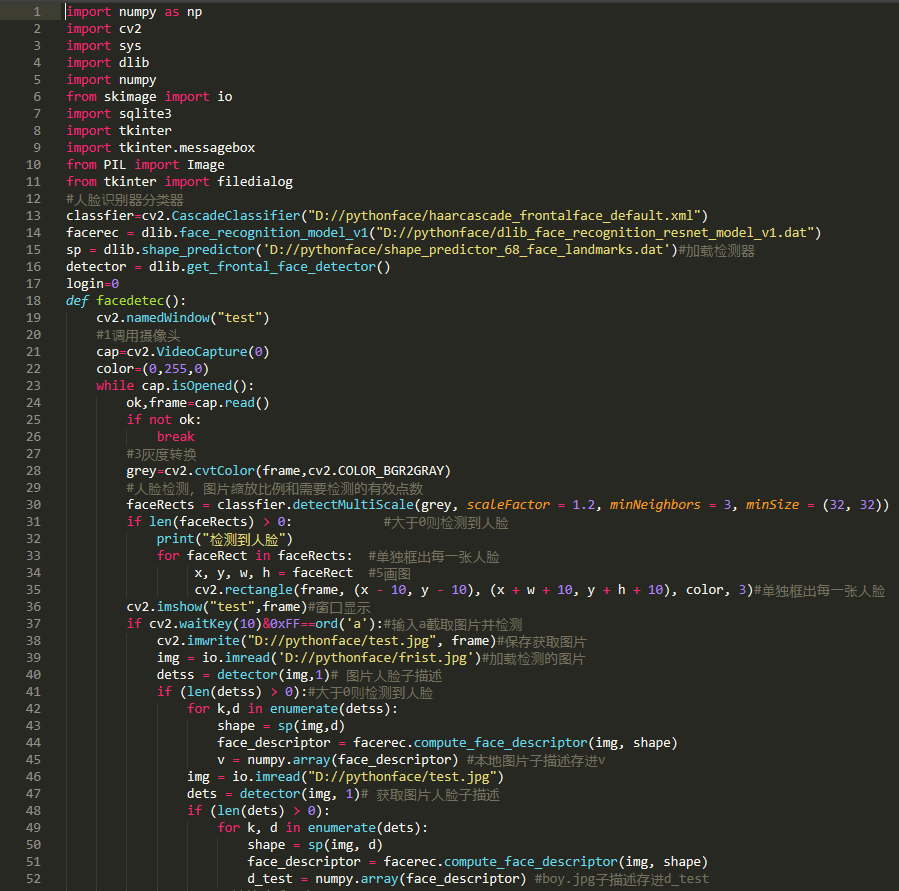 1 import numpy as np
2 import cv2
3 import sys
4 import dlib
5 import numpy
6 from skimage import io
7 import sqlite3
8 import tkinter
9 import tkinter.messagebox
10 from PIL import Image
11 from tkinter import filedialog
12 #人脸识别器分类器
13 classfier=cv2.CascadeClassifier("D://pythonface/haarcascade_frontalface_default.xml")
14 facerec = dlib.face_recognition_model_v1("D://pythonface/dlib_face_recognition_resnet_model_v1.dat")
15 sp = dlib.shape_predictor('D://pythonface/shape_predictor_68_face_landmarks.dat')#加载检测器
16 detector = dlib.get_frontal_face_detector()
17 login=0
18 def facedetec():
19     cv2.namedWindow("test")
20     #1调用摄像头
21     cap=cv2.VideoCapture(0)
22     color=(0,255,0)
23     while cap.isOpened():
24         ok,frame=cap.read()
25         if not ok:
26             break
27         #3灰度转换
28         grey=cv2.cvtColor(frame,cv2.COLOR_BGR2GRAY)
29         #人脸检测，图片缩放比例和需要检测的有效点数
30         faceRects = classfier.detectMultiScale(grey, scaleFactor = 1.2, minNeighbors = 3, minSize = (32, 32))
31         if len(faceRects) > 0:            #大于0则检测到人脸
32             print("检测到人脸")
33             for faceRect in faceRects:  #单独框出每一张人脸
34                  x, y, w, h = faceRect  #5画图
35                  cv2.rectangle(frame, (x - 10, y - 10), (x + w + 10, y + h + 10), color, 3)#单独框出每一张人脸
36         cv2.imshow("test",frame)#窗口显示
37         if cv2.waitKey(10)&0xFF==ord('a'):#输入a截取图片并检测
38             cv2.imwrite("D://pythonface/test.jpg", frame)#保存获取图片
39             img = io.imread('D://pythonface/frist.jpg')#加载检测的图片
40             detss = detector(img,1)# 图片人脸子描述
41             if (len(detss) > 0):#大于0则检测到人脸
42                 for k,d in enumerate(detss):
43                     shape = sp(img,d)
44                     face_descriptor = facerec.compute_face_descriptor(img, shape)
45                     v = numpy.array(face_descriptor) #本地图片子描述存进v
46                 img = io.imread("D://pythonface/test.jpg")
47                 dets = detector(img, 1)# 获取图片人脸子描述
48                 if (len(dets) > 0):
49                     for k, d in enumerate(dets):
50                         shape = sp(img, d)
51                         face_descriptor = facerec.compute_face_descriptor(img, shape)
52                         d_test = numpy.array(face_descriptor) #boy.jpg子描述存进d_test